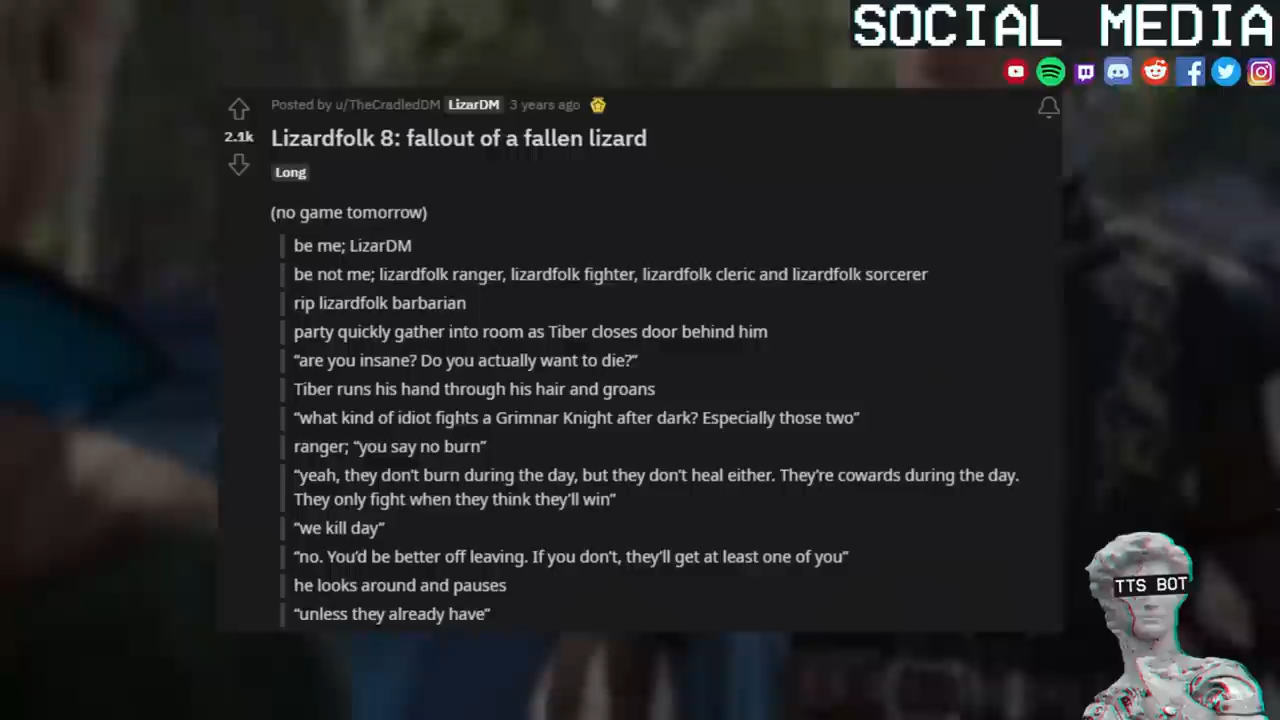 SOCIAL MEDIA
Posted by u/TheCradledDM LizarDM 3 years ago
2.1k
Lizardfolk 8: fallout of a fallen lizard
Long
(no game tomorrow)
be me; LizarDM
be not me; lizardfolk ranger, lizardfolk fighter, lizardfolk cleric and lizardfolk sorcerer
rip lizardfolk barbarian
party quickly gather into room as Tiber closes door behind him
“are you insane? Do you actually want to die?”
Tiber runs his hand through his hair and groans
“what kind of idiot fights a Grimnar Knight after dark? Especially those two”
ranger; “you say no burn”
“yeah, they don’t burn during the day, but they don’t heal either. They’re cowards during the day.
They only fight when they think they’ll win”
“we kill day”
“no. You’d be better off leaving. If you don’t, they’ll get at least one of you”
he looks around and pauses
“unless they already have”
TTS BOT